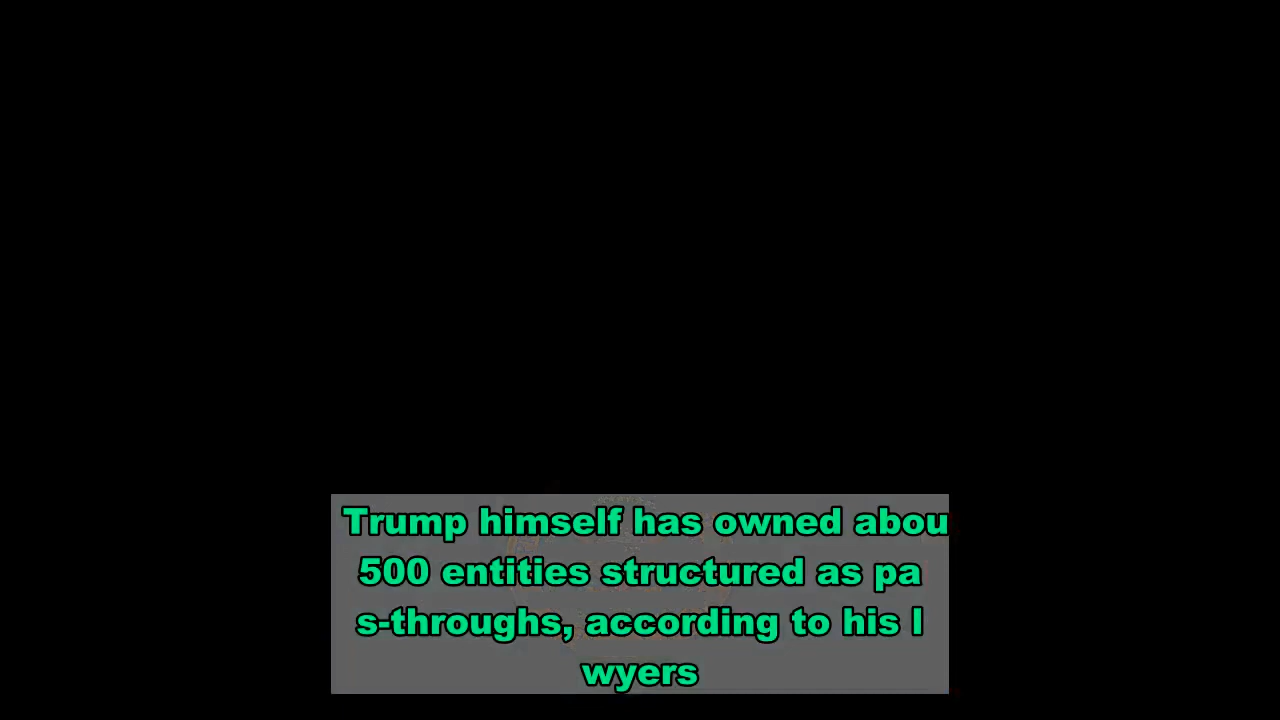 Trump himself has owned abou
500 entities structured as pa
s-throughs, according to his l
wyers